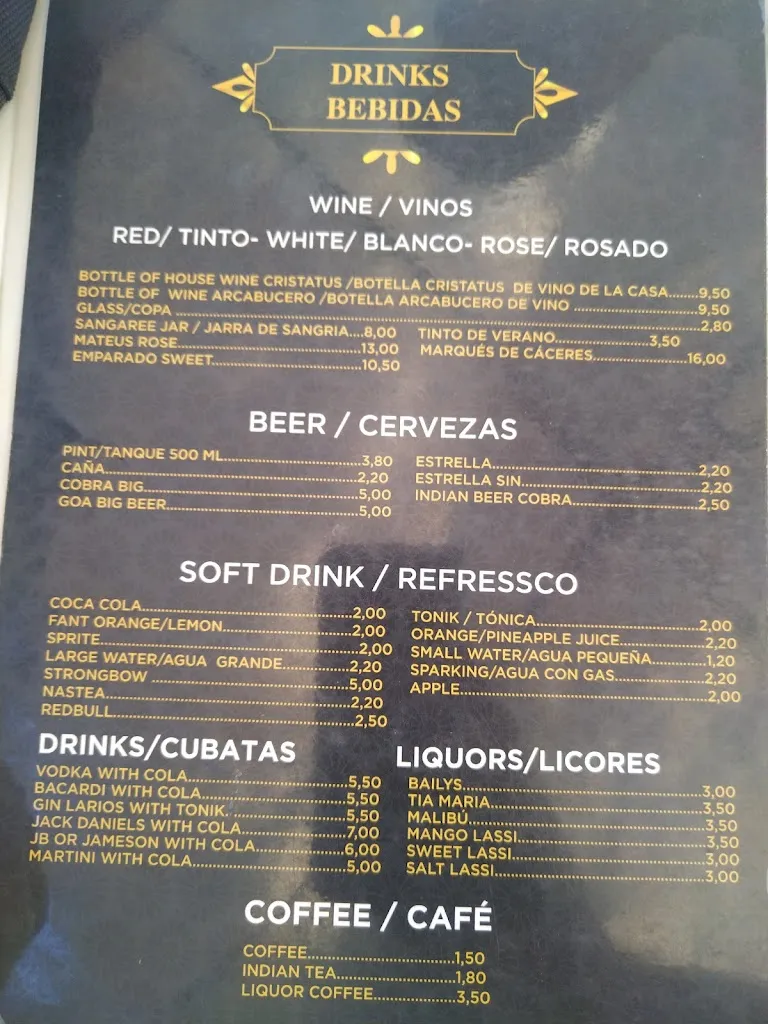 DRINKS
BEBIDAS
WINE / VINOS
RED/ TINTO- WHITE/ BLANCO- ROSE/ ROSADO
BOTTLE OF HOUSE WINE CRISTATUS /BOTELLA CRISTATUS DE VINO DE LA CASA.......9,50
BOTTLE OF WINE ARCABUCERO /BOTELLA ARCABUCERO DE VINO ..............................9,50
GLASS/COPA ........................................................................................................2,80
SANGAREE JAR / JARRA DE SANGRIA....8,00
MATEUS ROSE.............................................13,00
EMPARADO SWEET....................................10,50
TINTO DE VERANO.......................3,50
MARQUÉS DE CÁCERES.......................16,00
BEER / CERVEZAS
PINT/TANQUE 500 ML.................................3,80
CAÑA.............................................................2,20
COBRA BIG...................................................5,00
GOA BIG BEER..............................................5,00
ESTRELLA..................................................2,20
ESTRELLA SIN............................................2,20
INDIAN BEER COBRA...............................2,50
SOFT DRINK / REFRESSCO
COCA COLA..................................................2,00
FANT ORANGE/LEMON................................2,00
SPRITE............................................................2,00
LARGE WATER/AGUA GRANDE..............2,20
STRONGBOW ..............................................5,00
NASTEA.........................................................2,20
REDBULL.......................................................2,50
TONIK / TÓNICA........................................2,00
ORANGE/PINEAPPLE JUICE....................2,20
SMALL WATER/AGUA PEQUEÑA.............1,20
SPARKING/AGUA CON GAS.....................2,20
APPLE...........................................................2,00
DRINKS/CUBATAS
VODKA WITH COLA.....................................5,50
BACARDI WITH COLA..................................5,50
GIN LARIOS WITH TONIK............................5,50
JACK DANIELS WITH COLA.........................7,00
JB OR JAMESON WITH COLA.....................6,00
MARTINI WITH COLA...................................5,00
LIQUORS/LICORES
BAILYS..........................................................3,00
TIA MARIA....................................................3,50
MALIBÚ.........................................................3,50
MANGO LASSI.............................................3,50
SWEET LASSI...............................................3,00
SALT LASSI..................................................3,00
COFFEE / CAFÉ
COFFEE.................................1,50
INDIAN TEA...........................1,80
LIQUOR COFFEE...................3,50